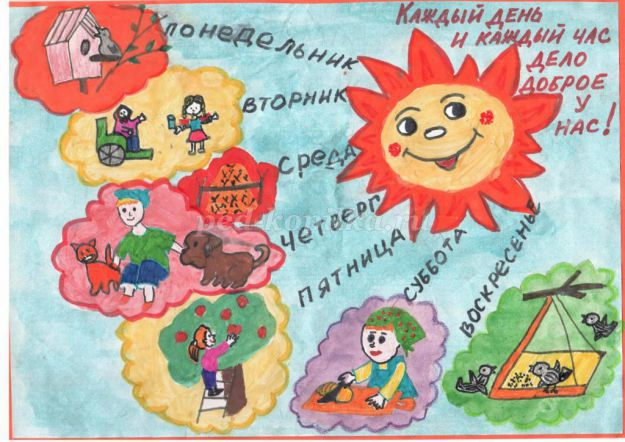 КАЖДЫЙ ДЕНЬ
И КАЖДЫЙ ЧАС
ДЕЛО
ДОБРОЕ
У
НАС!
ПОНЕДЕЛЬНИК
ВТОРНИК
СРЕДА
ЧЕТВЕРГ
ПЯТНИЦА
СУББОТА
ВОСКРЕСЕНЬЕ